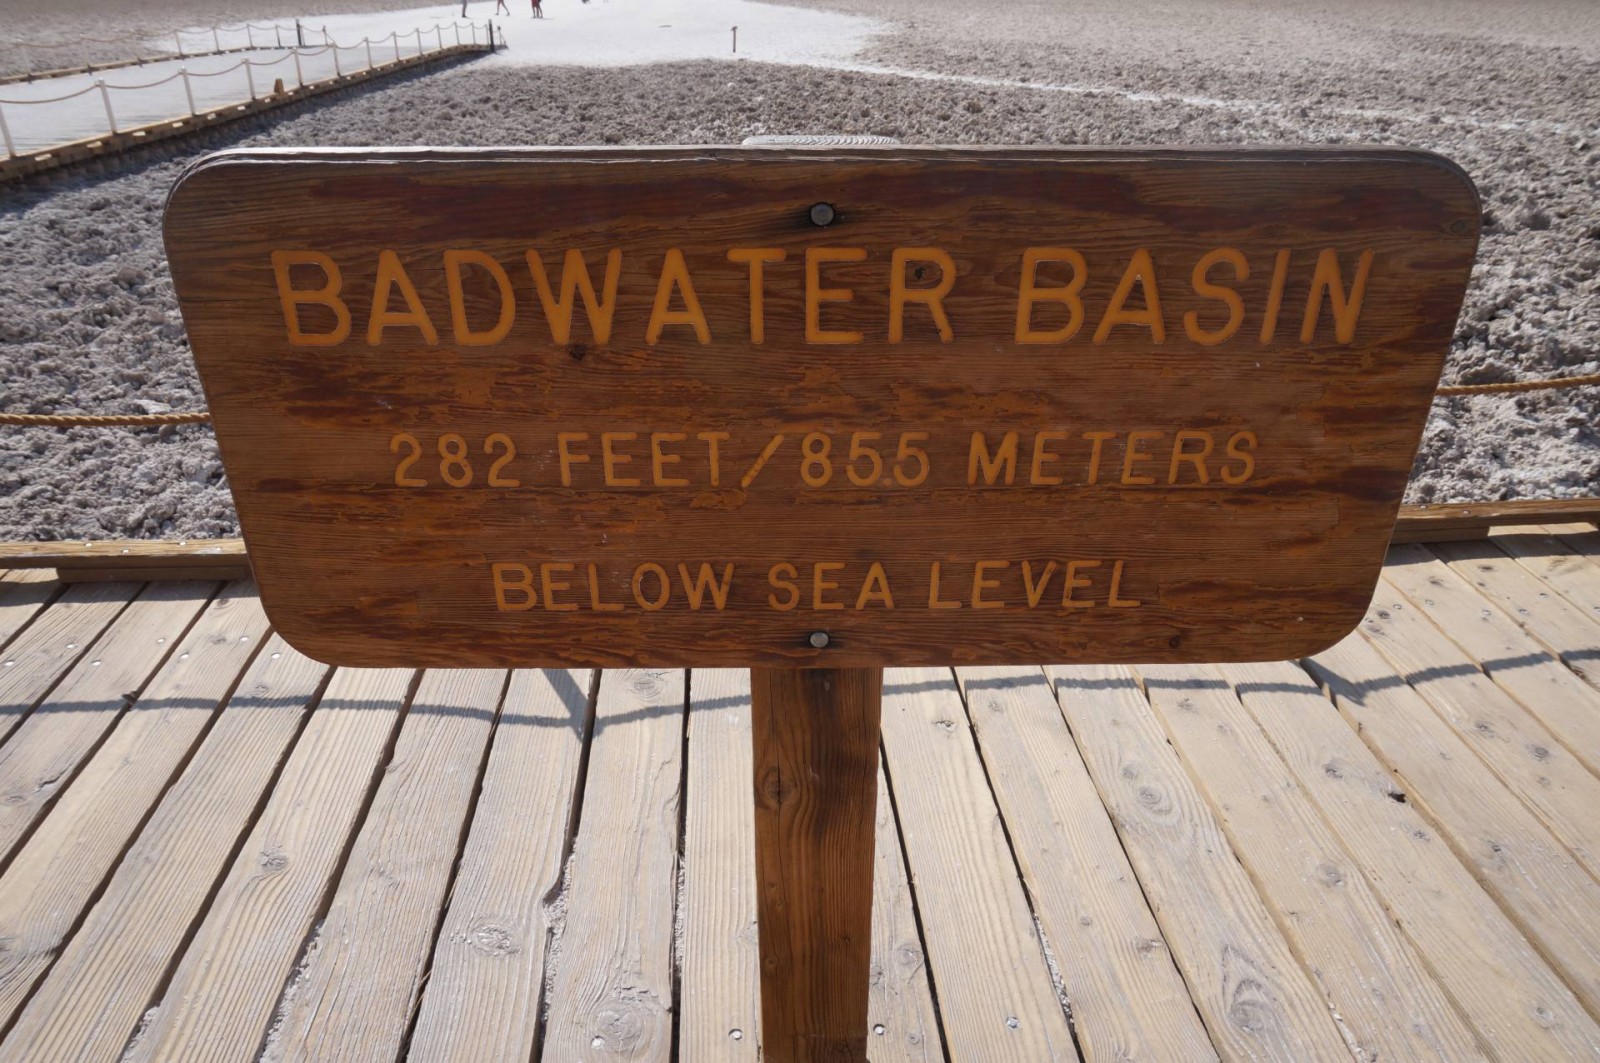 BADWATER BASIN
282 FEET/85.5 METERS
BELOW SEA LEVEL